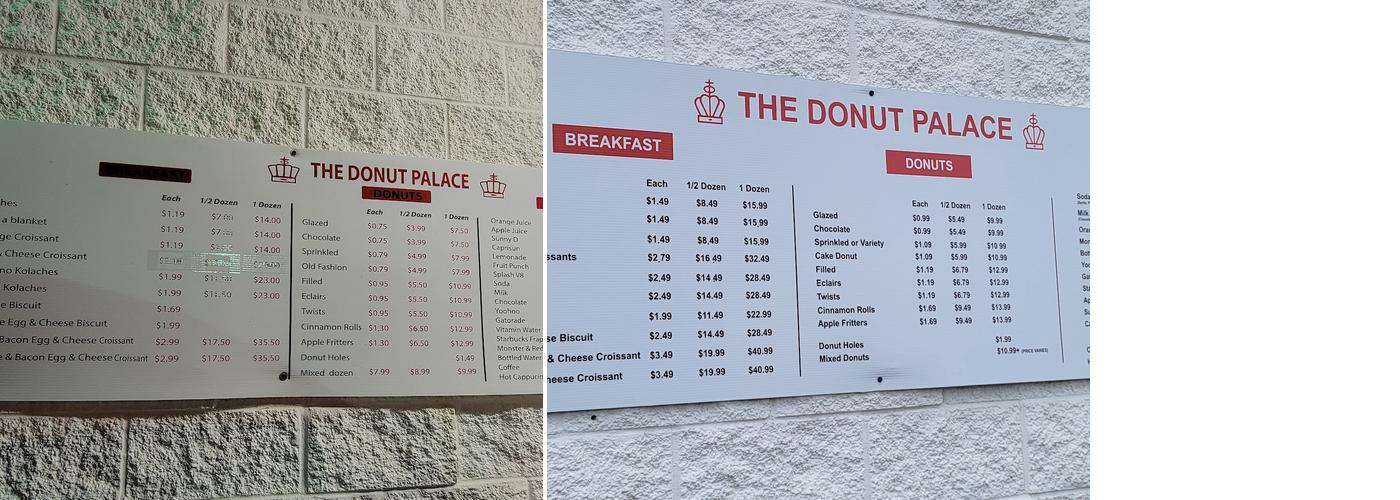 THE DONUT PALACE
BREAKFAST
Each 1/2 Dozen 1 Dozen
$1.19 $14.00
a blanket $1.19 $14.00
Croissant $1.19 $14.00
& Cheese Croissant
no Kolaches $1.99 $23.00
Kolaches $1.99 $11.50 $23.00
Biscuit $1.69
Egg & Cheese Biscuit $1.99
Bacon Egg & Cheese Croissant $2.99 $17.50 $35.50
& Bacon Egg & Cheese Croissant $2.99 $17.50 $35.50
DONUTS
Each 1/2 Dozen 1 Dozen
Glazed $0.75 $3.99 $7.50
Chocolate $0.75 $3.99 $7.50
Sprinkled $0.79 $4.99 $7.99
Old Fashion $0.79 $4.99 $7.99
Filled $0.95 $5.50 $10.99
Eclairs $0.95 $5.50 $10.99
Twists $0.95 $5.50 $10.99
Cinnamon Rolls $1.30 $6.50 $12.99
Apple Fritters $1.30 $6.50 $12.99
Donut Holes $1.49
Mixed dozen $7.99 $8.99 $9.99
Orange Juice
Apple Juice
Sunny D
Caprisun
Lemonade
Fruit Punch
Splash V8
Soda
Milk
Chocolate
Yoohoo
Gatorade
Vitamin Water
Starbucks
Monster &
Bottled Water
Coffee
Hot
THE DONUT PALACE
BREAKFAST
Each 1/2 Dozen 1 Dozen
$1.49 $8.49 $15.99
$1.49 $8.49 $15,99
$1.49 $8,49 $15,99
$2,79 $16 49 $32.49
$2,49 $14 49 $28.49
$2.49 $14.49 $28.49
$1.99 $11.49 $22.99
Biscuit $2.49 $14.49 $28.49
& Cheese Croissant $3.49 $19.99 $40.99
Croissant $3.49 $19.99 $40.99
DONUTS
Each 1/2 Dozen 1 Dozen
Glazed $0.99 $5.49 $9.99
Chocolate $0.99 $5.49 $9.99
Sprinkled or Variety $1.09 $5.99 $10 99
Cake Donut $1.09 $5.99 $10.99
Filled $1.19 $6.79 $12.99
Eclairs $1.19 $6.79 $12.99
Twists $1.19 $6.79 $12.99
Cinnamon Rolls $1.69 $9.49 $13.99
Apple Fritters $1.69 $9.49 $13.99
Donut Holes $1.99
Mixed Donuts $10.99+ (PRICE VARIES)
Soda
Milk